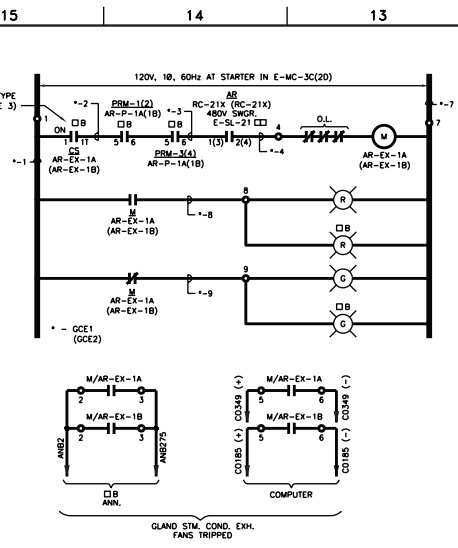 15 14 13
120V, 1Ø, 60Hz AT STARTER IN E-MC-3C(2D)
TYPE
3)
*-2
*-3
*-7
AR
RC-21X (RC-21X)
480V SWGR.
E-SL-21 □□
PRM-1(2)
AR-P-1A(1B)
□B □B □B
O.L.
1 4 7
ON 1 1T 5 6 5 6 1(3) 2(4) M
*-1
CS
AR-EX-1A
(AR-EX-1B)
PRM-3(4)
AR-P-1A(1B)
*-4
AR-EX-1A
(AR-EX-1B)
8
M
AR-EX-1A
(AR-EX-1B)
*-8
R
□B
R
9
M
AR-EX-1A
(AR-EX-1B)
*-9
G
□B
G
* - GCE1
(GCE2)
M/AR-EX-1A
2 3
M/AR-EX-1B
2 3
ANB2
ANB275
□B
ANN.
M/AR-EX-1A
5 6
M/AR-EX-1B
5 6
C0349 (+)
C0349 (-)
C0185 (+)
C0185 (-)
COMPUTER
GLAND STM. COND. EXH.
FANS TRIPPED